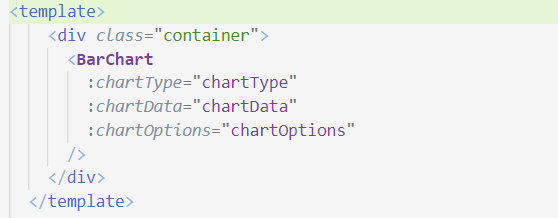 <template>
<div class="container">
<BarChart
:chartType="chartType"
:chartData="chartData"
:chartOptions="chartOptions"
/>
</div>
</template>